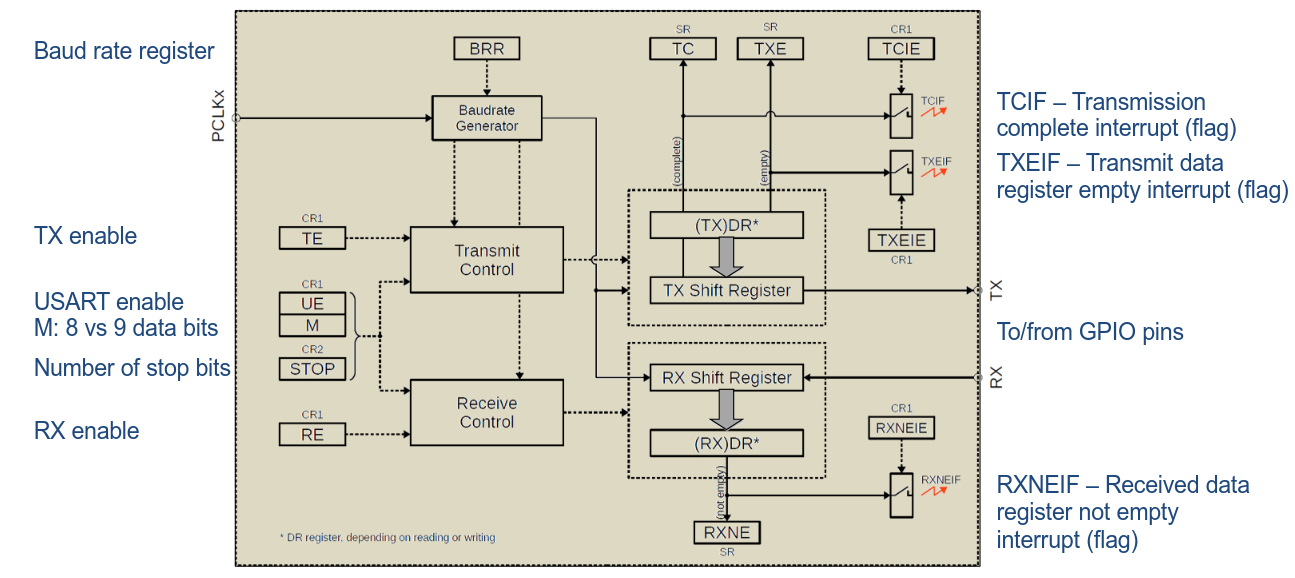 Baud rate register
PCLKx
TX enable
USART enable
M: 8 vs 9 data bits
Number of stop bits
RX enable
BRR
Baudrate
Generator
CR1
TE
CR1
UE
M
CR2
STOP
CR1
RE
Transmit
Control
Receive
Control
SR
TC
SR
TXE
CR1
TCIE
TCIF
TXEIF
TXEIE
CR1
(complete)
(empty)
(TX)DR*
TX Shift Register
RX Shift Register
(RX)DR*
(not empty)
RXNE
SR
CR1
RXNEIE
RXNEIF
* DR register, depending on reading or writing
TX
RX
TCIF – Transmission
complete interrupt (flag)
TXEIF – Transmit data
register empty interrupt (flag)
To/from GPIO pins
RXNEIF – Received data
register not empty
interrupt (flag)